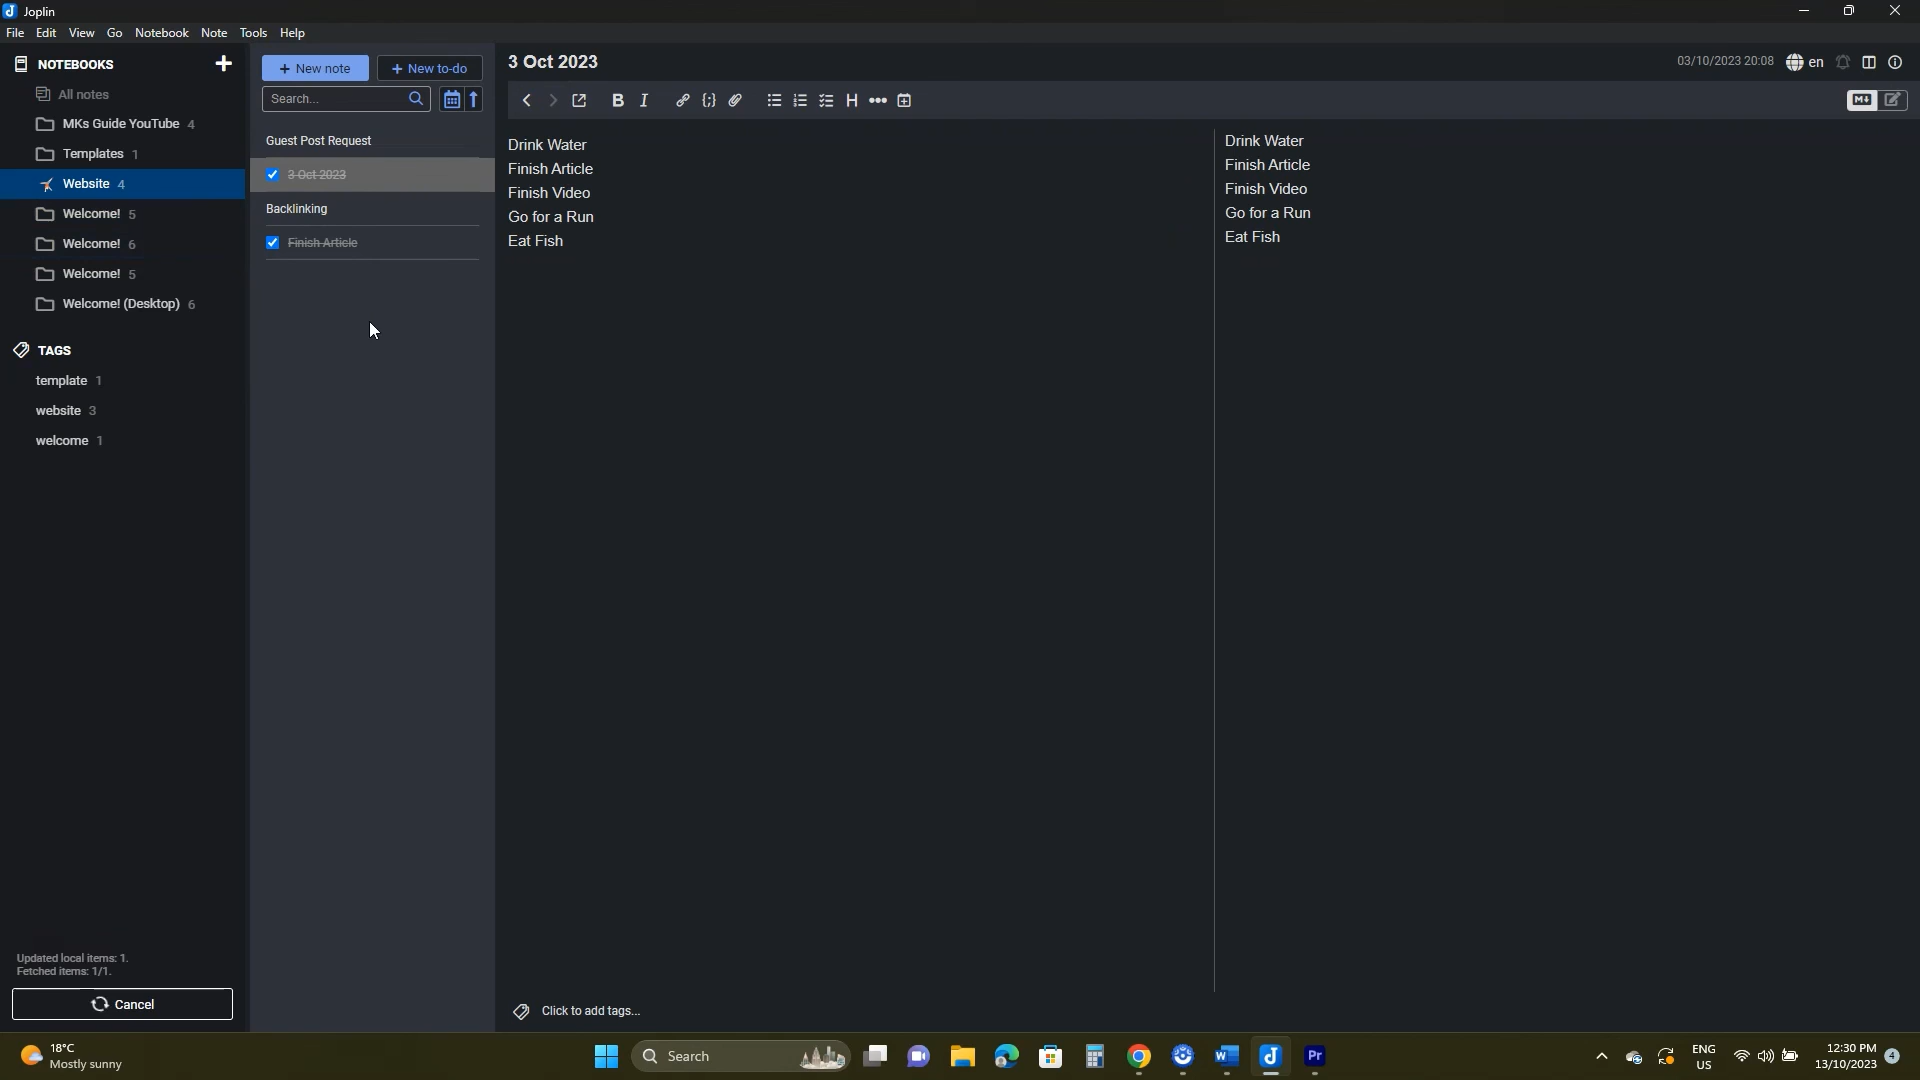 Joplin
File Edit View Go Notebook Note Tools Help
NOTEBOOKS
All notes
MKs Guide YouTube 4
Templates 1
Website 4
Welcome! 5
Welcome! 6
Welcome! 5
Welcome! (Desktop) 6
TAGS
template 1
website 3
welcome 1
Updated local items: 1.
Fetched items: 1/1.
Cancel
+ New note
+ New to-do
Search...
Guest Post Request
3 Oct 2023
Backlinking
Finish Article
3 Oct 2023
03/10/2023 20:08
en
Drink Water
Finish Article
Finish Video
Go for a Run
Eat Fish
Drink Water
Finish Article
Finish Video
Go for a Run
Eat Fish
Click to add tags...
18°C
Mostly sunny
Search
W
Pr
ENG
US
12:30 PM
13/10/2023
4